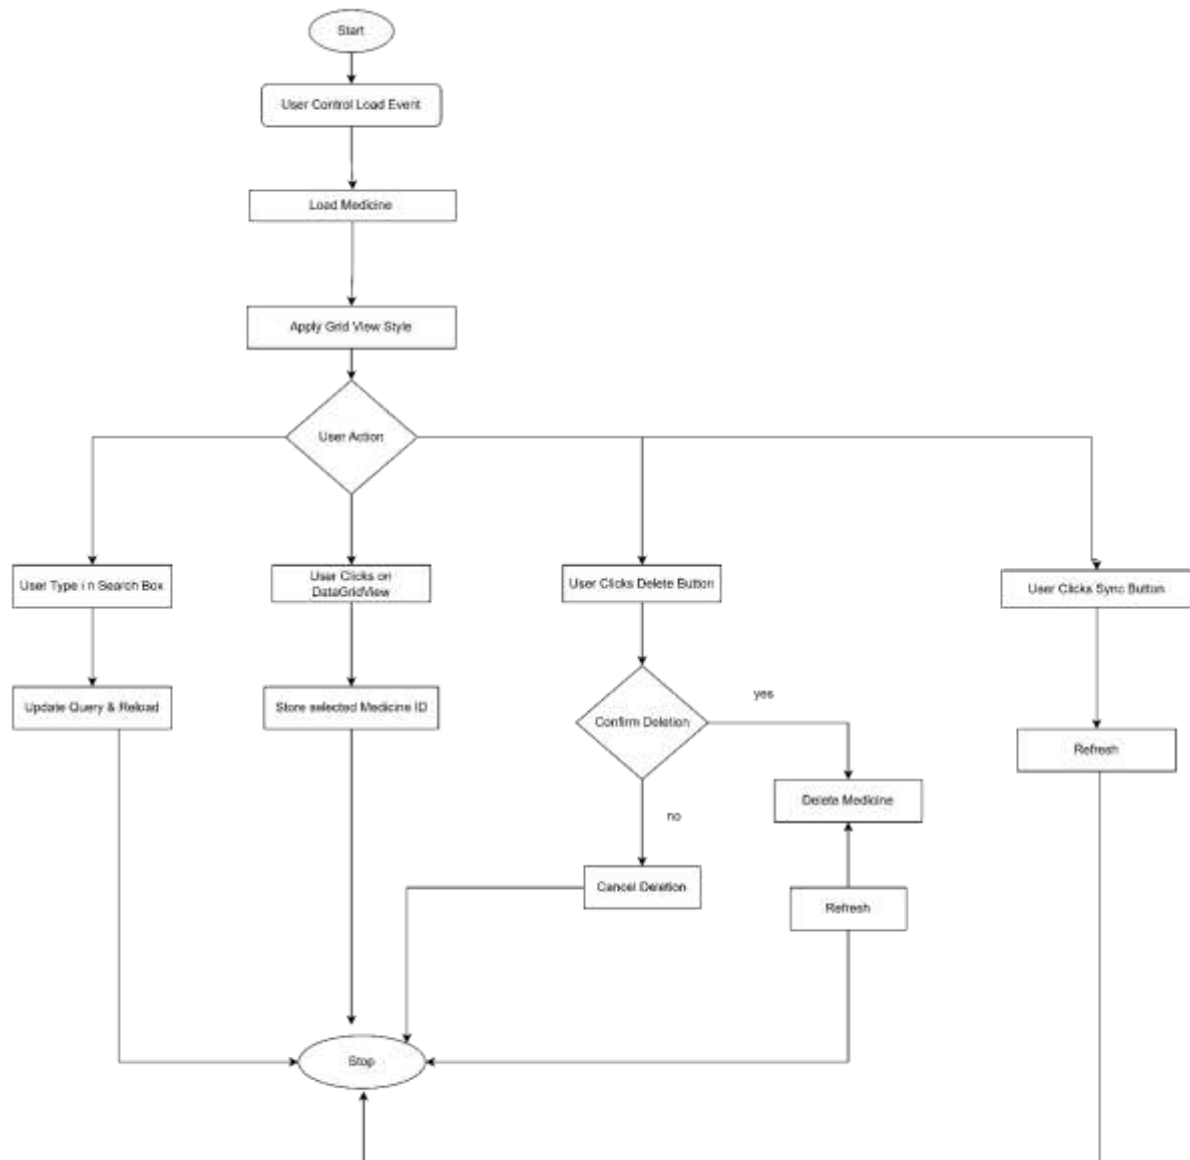 Start
User Control Load Event
Load Medicine
Apply Grid View Style
User Action
User Type i n Search Box
User Clicks on
DataGridView
User Clicks Delete Button
User Clicks Sync Button
Update Query & Reload
Store selected Medicine ID
Confirm Deletion
yes
Refresh
Delete Medicine
no
Cancel Deletion
Refresh
Stop